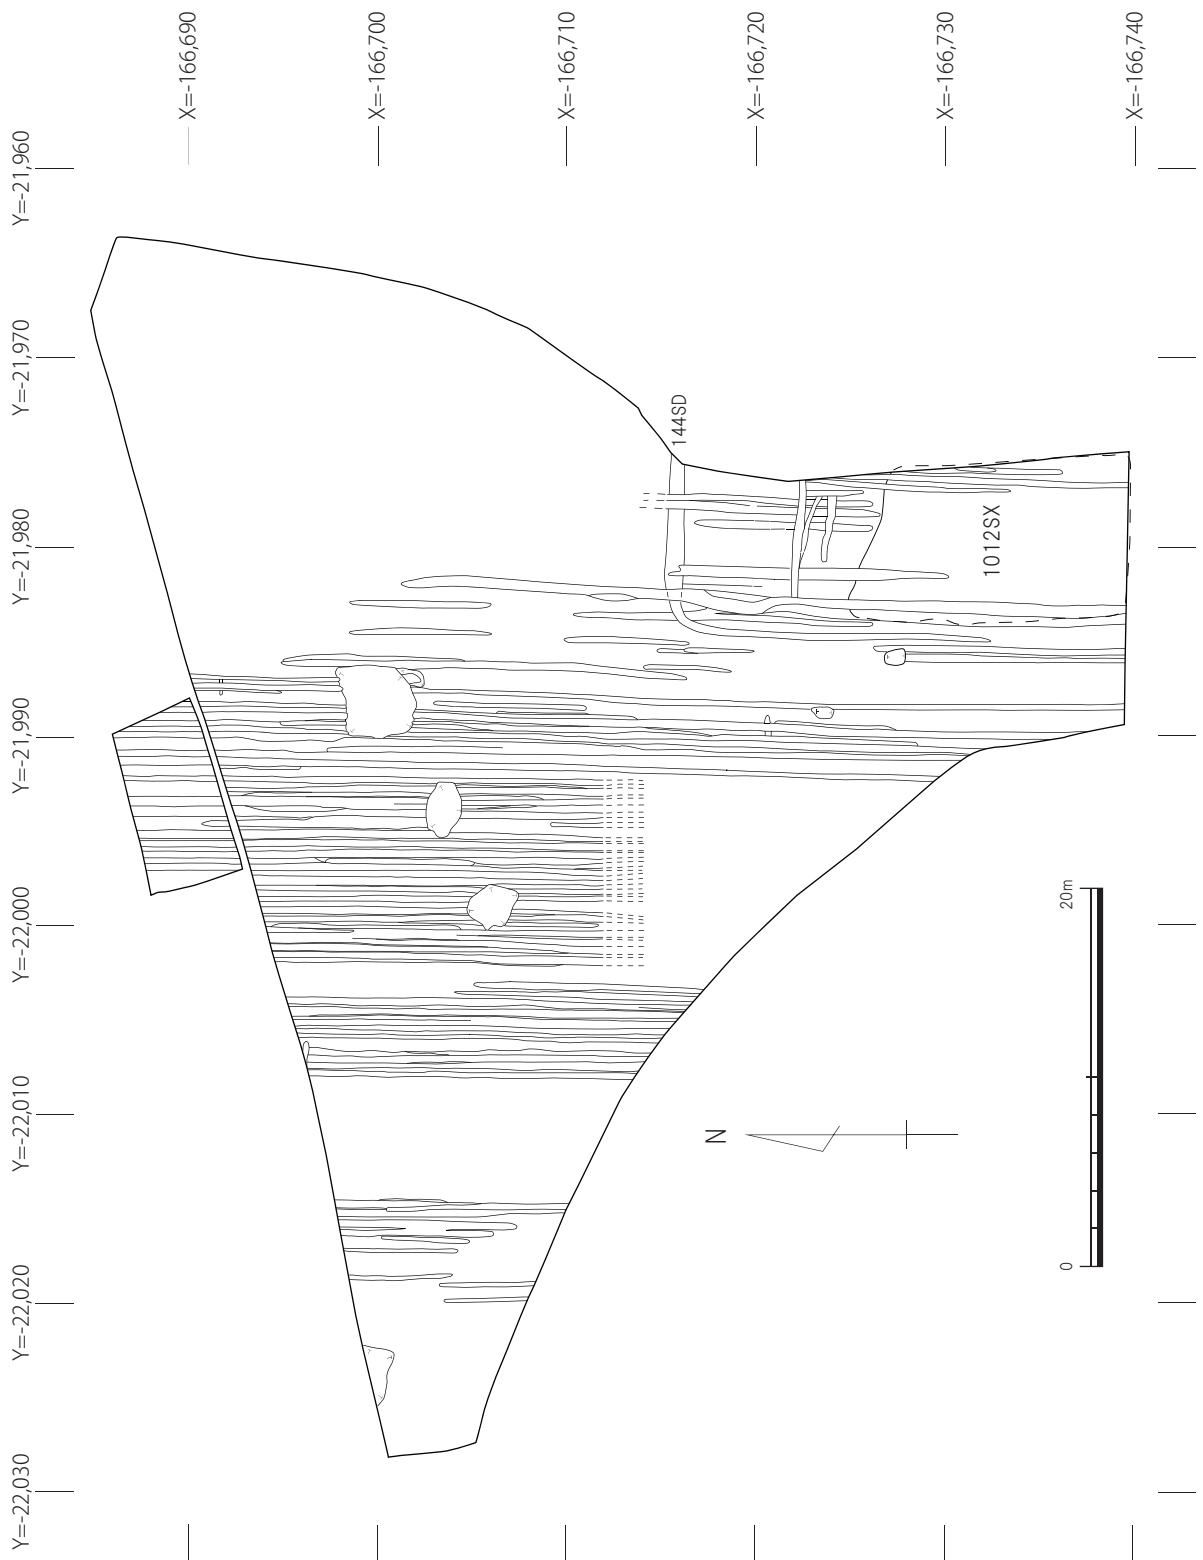 X=-166,690
X=-166,700
X=-166,710
X=-166,720
X=-166,730
X=-166,740
Y=-21,960
Y=-21,970
Y=-21,980
Y=-21,990
Y=-22,000
Y=-22,010
Y=-22,020
Y=-22,030
144SD
1012SX
N
0
20m